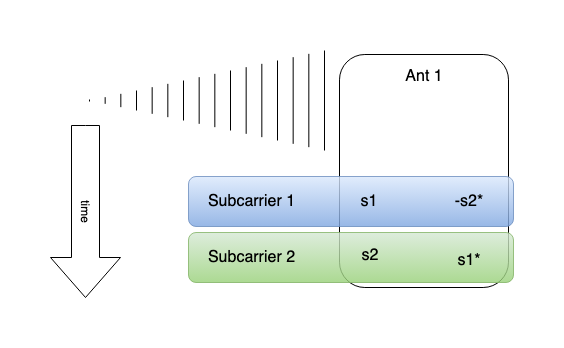 Ant 1
time
Subcarrier 1 s1 -s2*
Subcarrier 2 s2 s1*